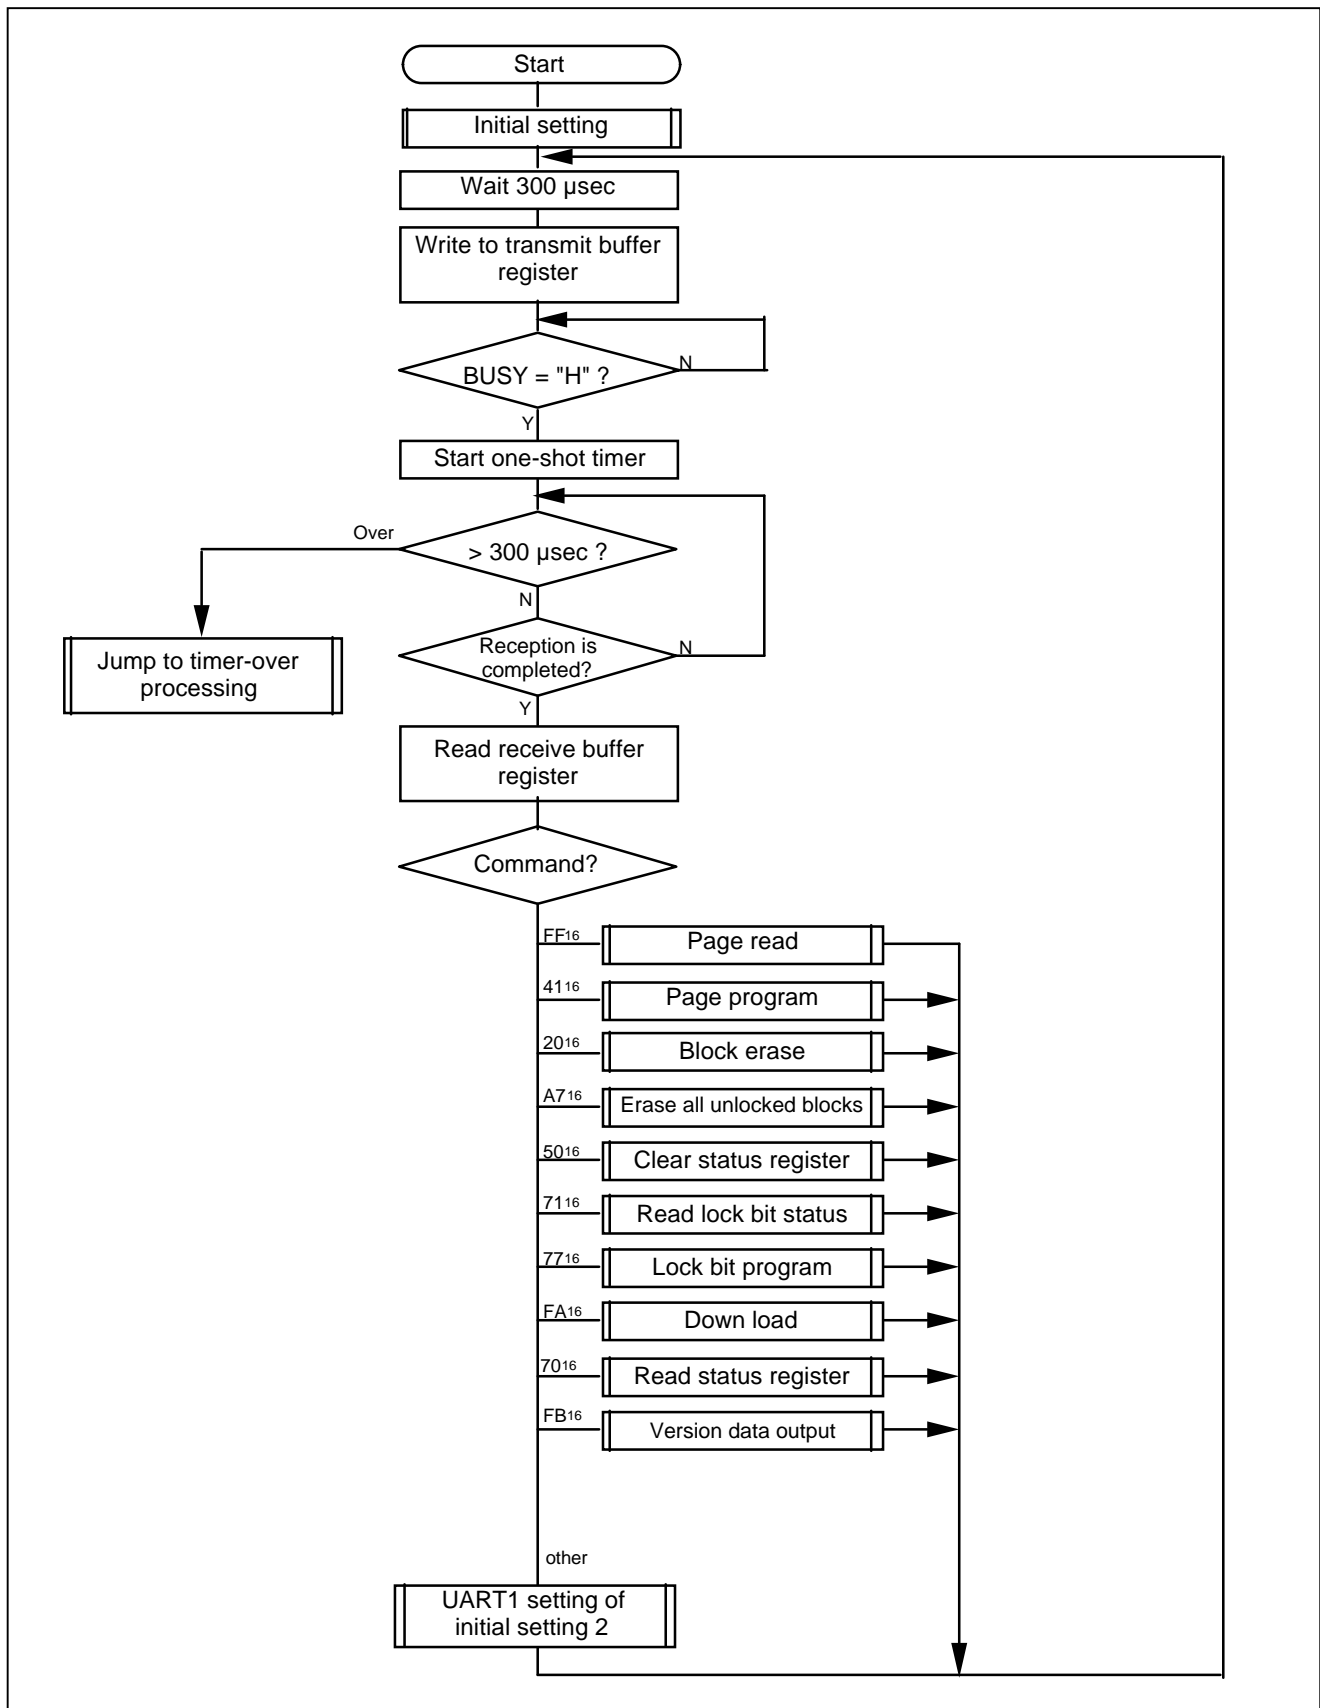 Start
Initial setting
Wait 300 µsec
Write to transmit buffer
register
BUSY = "H" ?
N
Y
Start one-shot timer
Over
> 300 µsec ?
N
Reception is
completed?
N
Jump to timer-over
processing
Y
Read receive buffer
register
Command?
FF16 Page read
4116 Page program
2016 Block erase
A716 Erase all unlocked blocks
5016 Clear status register
7116 Read lock bit status
7716 Lock bit program
FA16 Down load
7016 Read status register
FB16 Version data output
other
UART1 setting of
initial setting 2